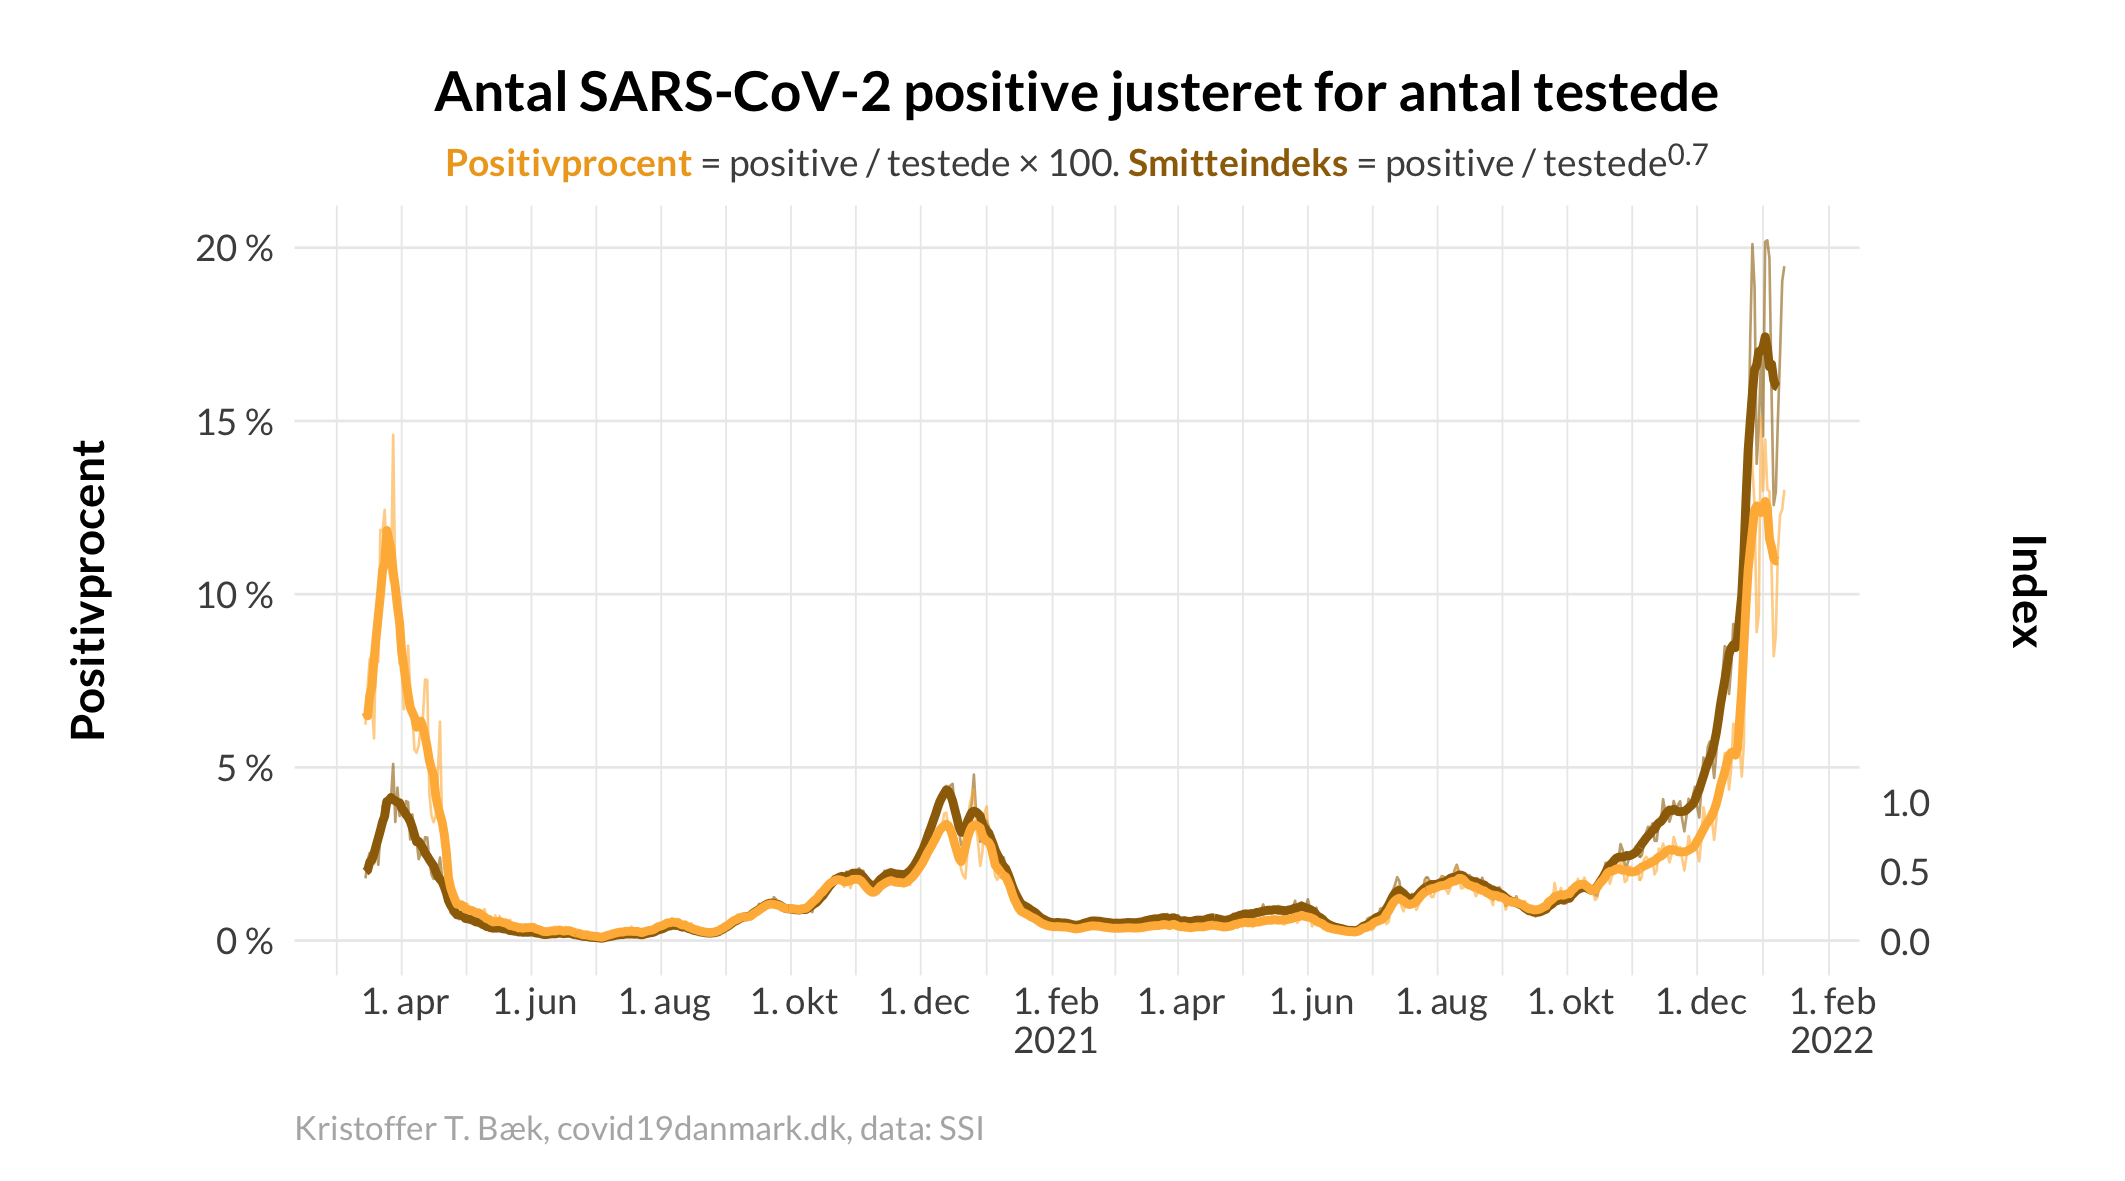 Antal SARS-CoV-2 positive justeret for antal testede
Positivprocent = positive / testede × 100. Smitteindeks = positive / testede^0.7
Positivprocent
20 %
15 %
10 %
5 %
0 %
Index
1.0
0.5
0.0
1. apr
1. jun
1. aug
1. okt
1. dec
1. feb
2021
1. apr
1. jun
1. aug
1. okt
1. dec
1. feb
2022
Kristoffer T. Bæk, covid19danmark.dk, data: SSI